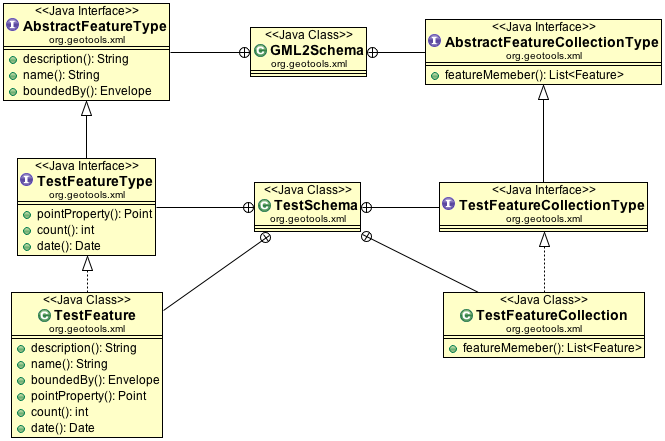 <<Java Interface>>
AbstractFeatureType
org.geotools.xml
description(): String
name(): String
boundedBy(): Envelope
<<Java Class>>
GML2Schema
org.geotools.xml
<<Java Interface>>
AbstractFeatureCollectionType
org.geotools.xml
featureMemeber(): List<Feature>
<<Java Interface>>
TestFeatureType
org.geotools.xml
pointProperty(): Point
count(): int
date(): Date
<<Java Class>>
TestSchema
org.geotools.xml
<<Java Interface>>
TestFeatureCollectionType
org.geotools.xml
<<Java Class>>
TestFeature
org.geotools.xml
description(): String
name(): String
boundedBy(): Envelope
pointProperty(): Point
count(): int
date(): Date
<<Java Class>>
TestFeatureCollection
org.geotools.xml
featureMemeber(): List<Feature>